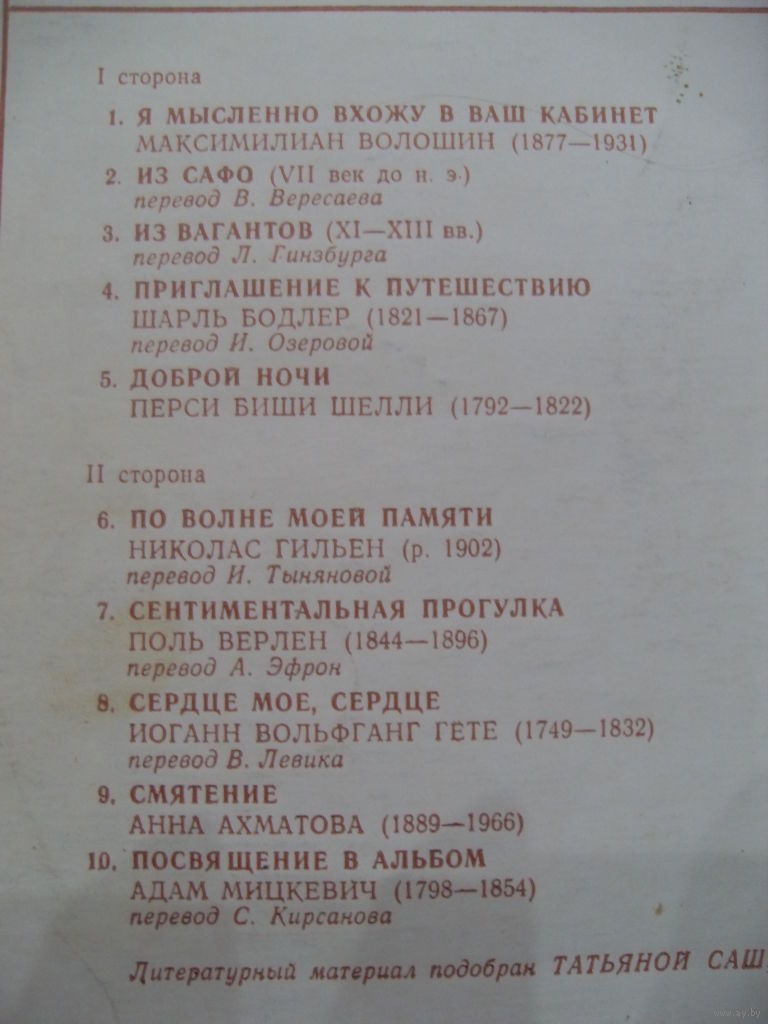 I сторона
1. Я МЫСЛЕННО ВХОЖУ В ВАШ КАБИНЕТ
МАКСИМИЛИАН ВОЛОШИН (1877—1931)
2. ИЗ САФО (VII век до н. э.)
перевод В. Вересаева
3. ИЗ ВАГАНТОВ (XI—XIII вв.)
перевод Л. Гинзбурга
4. ПРИГЛАШЕНИЕ К ПУТЕШЕСТВИЮ
ШАРЛЬ БОДЛЕР (1821—1867)
перевод И. Озеровой
5. ДОБРОЙ НОЧИ
ПЕРСИ БИШИ ШЕЛЛИ (1792—1822)
II сторона
6. ПО ВОЛНЕ МОЕЙ ПАМЯТИ
НИКОЛАС ГИЛЬЕН (р. 1902)
перевод И. Тыняновой
7. СЕНТИМЕНТАЛЬНАЯ ПРОГУЛКА
ПОЛЬ ВЕРЛЕН (1844—1896)
перевод А. Эфрон
8. СЕРДЦЕ МОЕ, СЕРДЦЕ
ИОГАНН ВОЛЬФГАНГ ГЕТЕ (1749—1832)
перевод В. Левика
9. СМЯТЕНИЕ
АННА АХМАТОВА (1889—1966)
10. ПОСВЯЩЕНИЕ В АЛЬБОМ
АДАМ МИЦКЕВИЧ (1798—1854)
перевод С. Кирсанова
Литературный материал подобран ТАТЬЯНОЙ САШ
www.ay.by